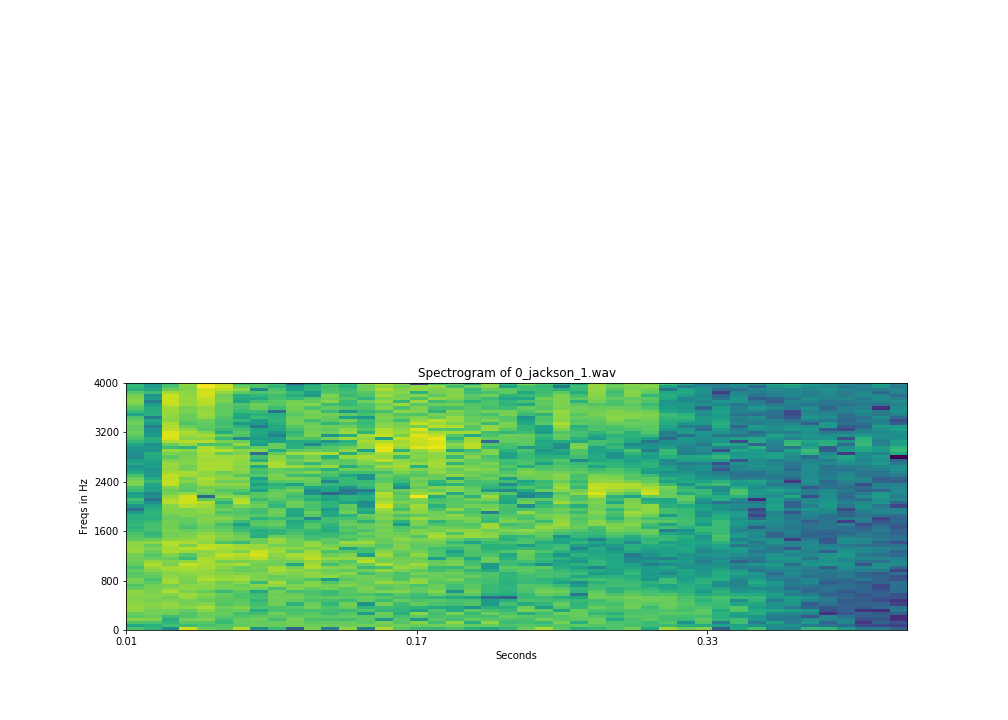 Spectrogram of 0_jackson_1.wav
4000
3200
2400
1600
800
0
Freqs in Hz
0.01 0.17 0.33
Seconds